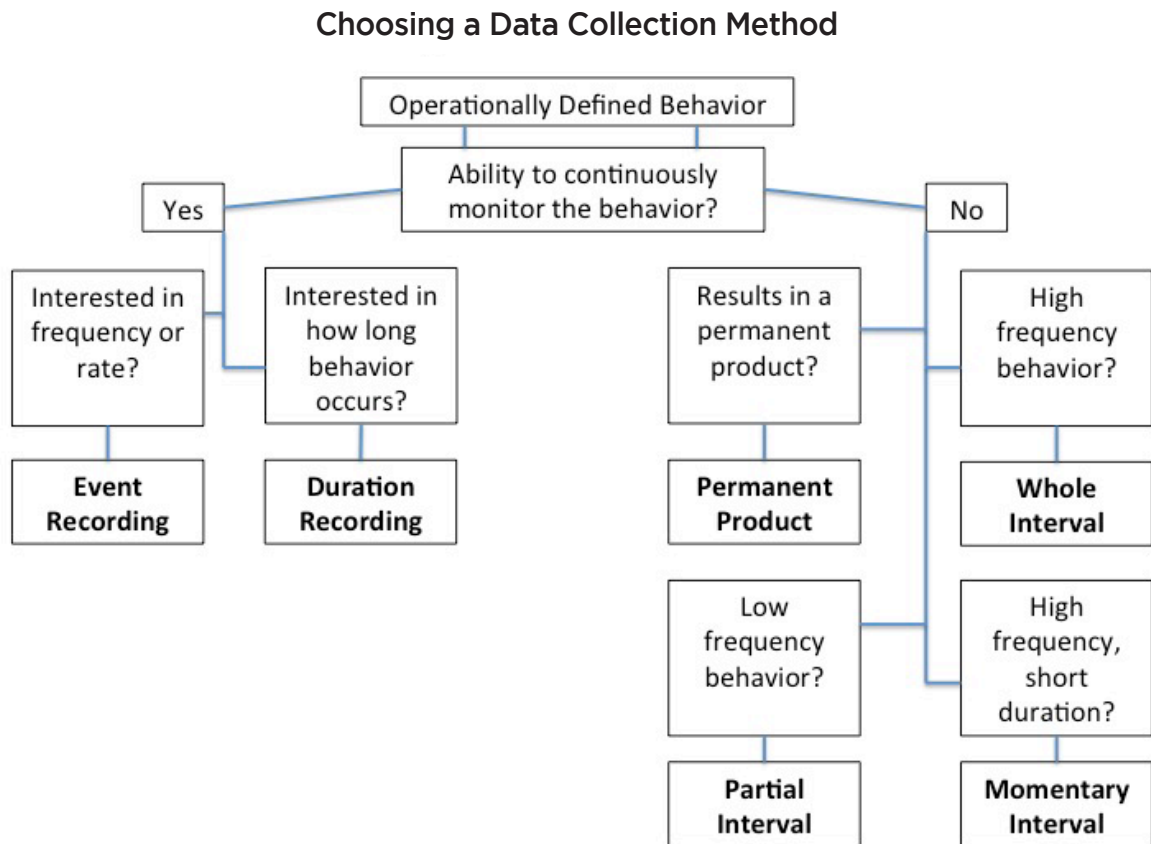 Choosing a Data Collection Method
Operationally Defined Behavior
Ability to continuously
monitor the behavior?
Yes
No
Interested in
frequency or
rate?
Interested in
how long
behavior
occurs?
Results in a
permanent
product?
High
frequency
behavior?
Event
Recording
Duration
Recording
Permanent
Product
Whole
Interval
Low
frequency
behavior?
High
frequency,
short
duration?
Partial
Interval
Momentary
Interval